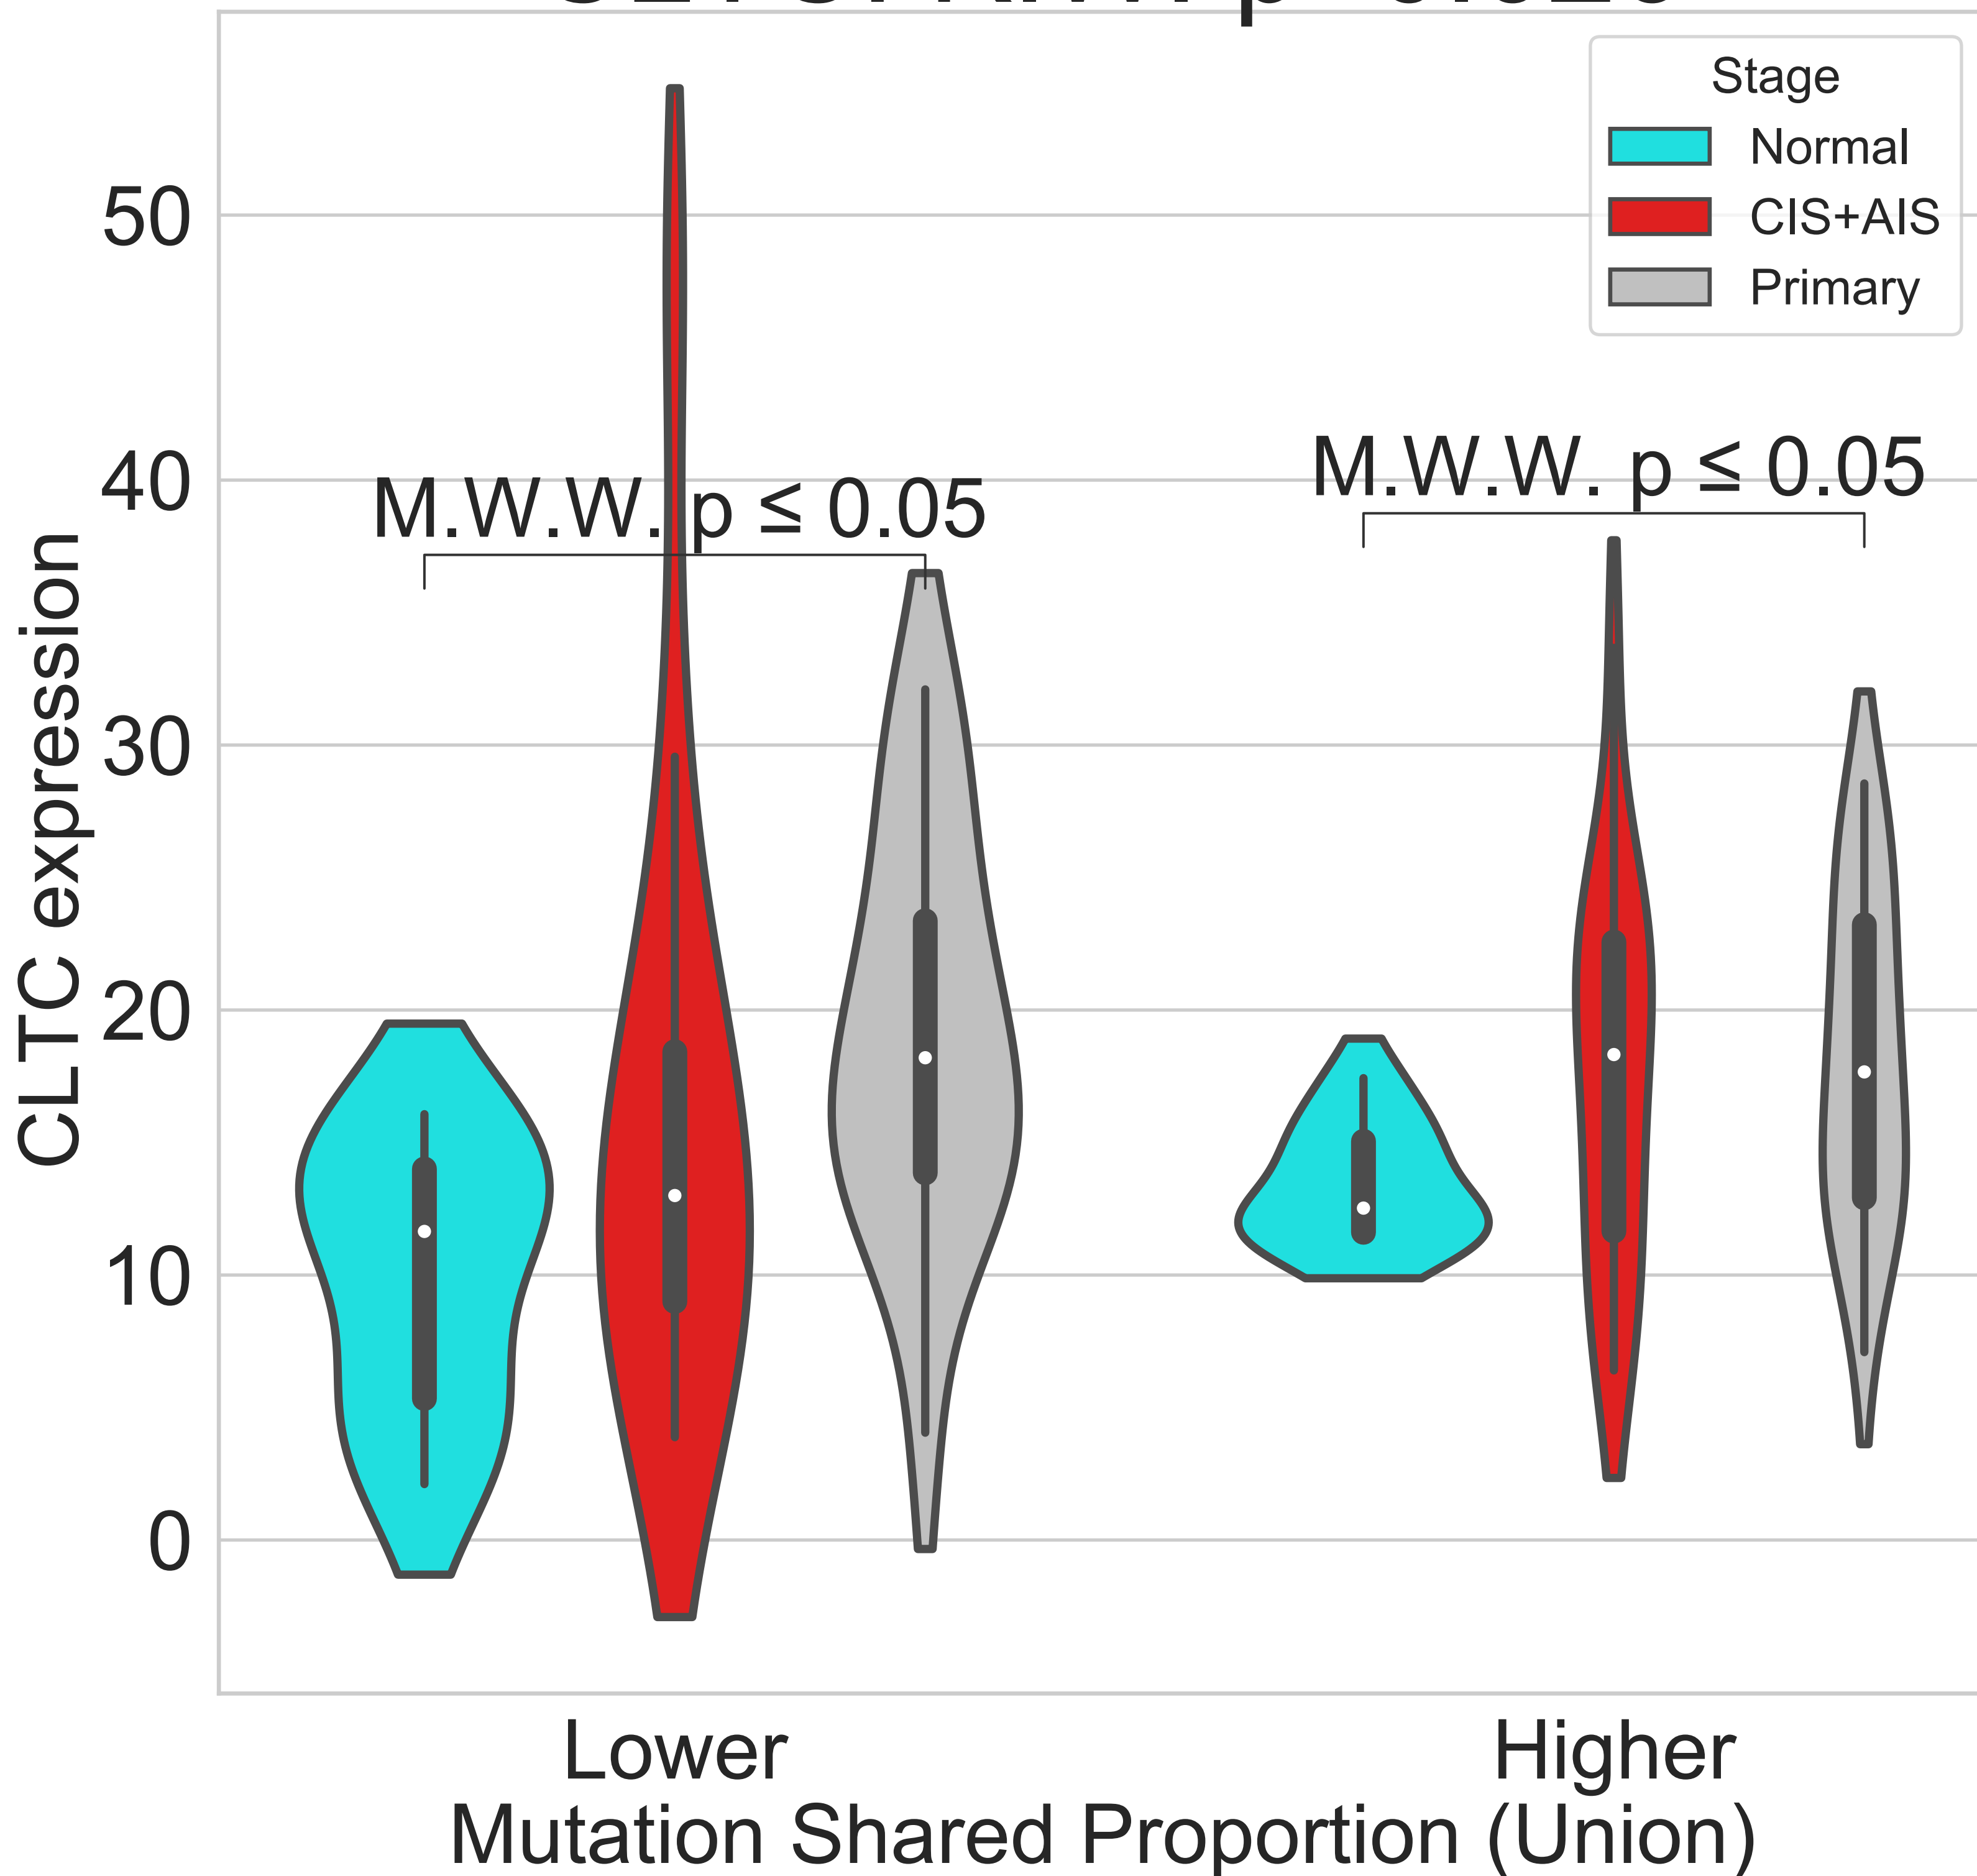 Stage
Normal
CIS+AIS
Primary
50
40
30
20
10
0
CLTC expression
M.W.W. p ≤ 0.05
M.W.W. p ≤ 0.05
Lower
Higher
Mutation Shared Proportion (Union)